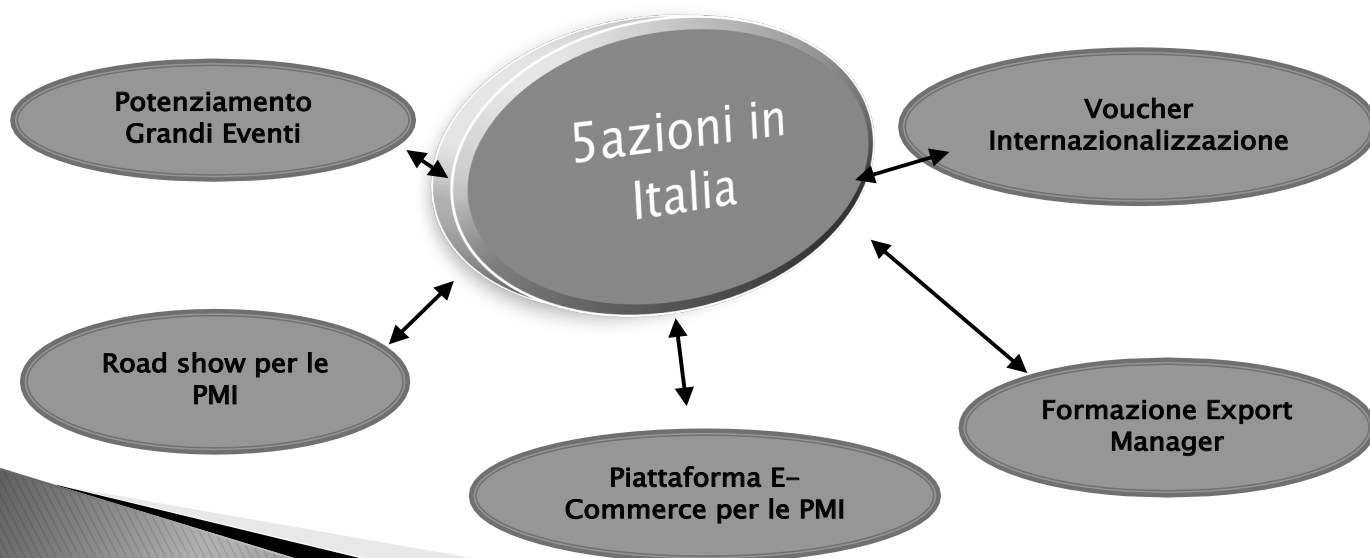 Potenziamento
Grandi Eventi
5azioni in
Italia
Voucher
Internazionalizzazione
Road show per le
PMI
Piattaforma E-
Commerce per le PMI
Formazione Export
Manager